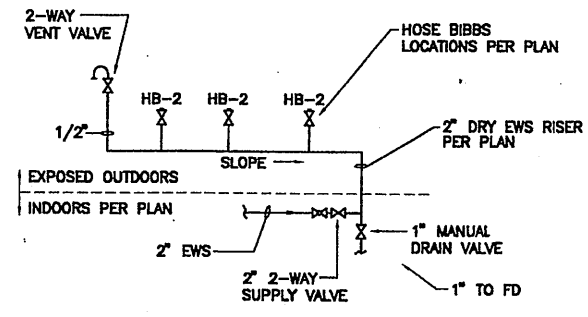 2-WAY
VENT VALVE
HOSE BIBBS
LOCATIONS PER PLAN
HB-2
HB-2
HB-2
1/2"
2" DRY EWS RISER
PER PLAN
SLOPE
EXPOSED OUTDOORS
INDOORS PER PLAN
2" EWS
1" MANUAL
DRAIN VALVE
2" 2-WAY
SUPPLY VALVE
1" TO FD